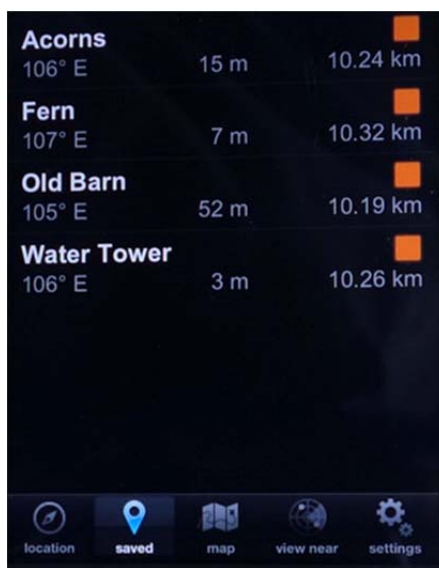 Acorns
106° E 15 m 10.24 km
Fern
107° E 7 m 10.32 km
Old Barn
105° E 52 m 10.19 km
Water Tower
106° E 3 m 10.26 km
location saved map view near settings